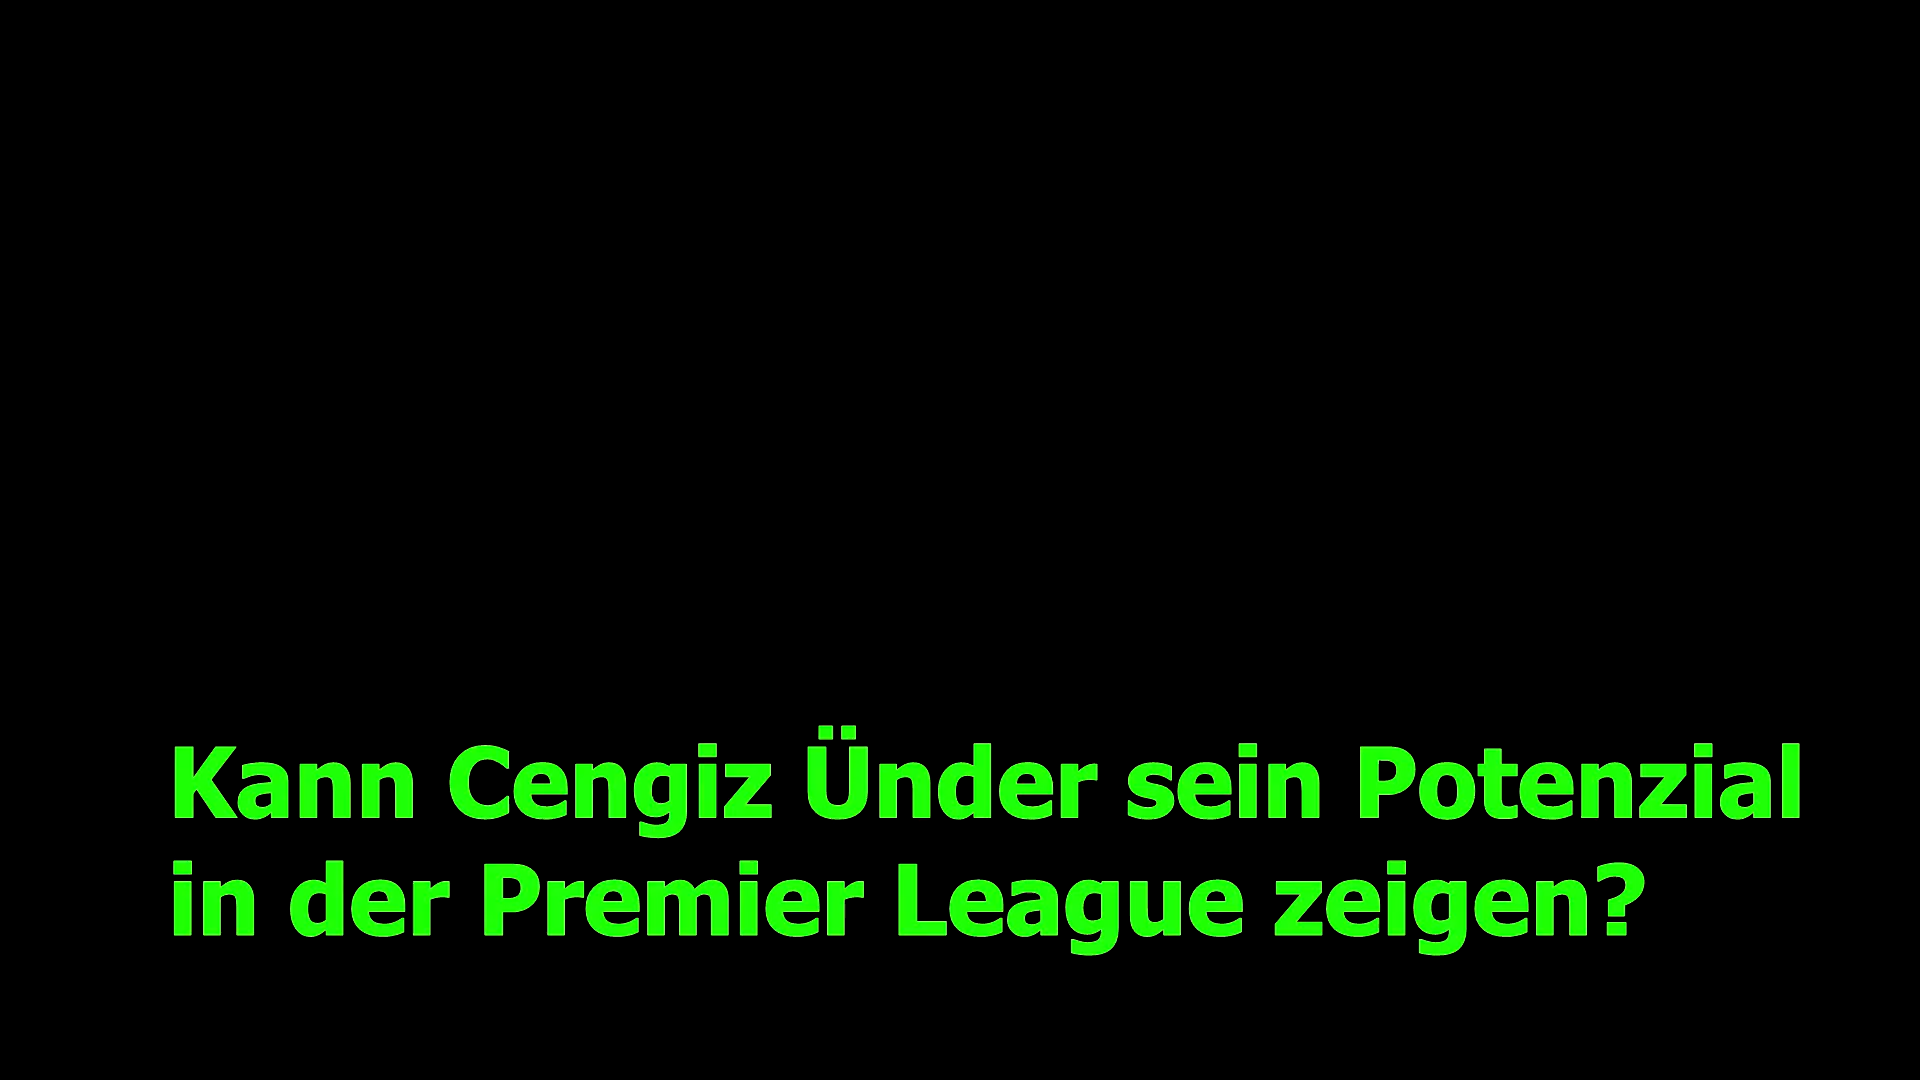 Kann Cengiz Ünder sein Potenzial
in der Premier League zeigen?